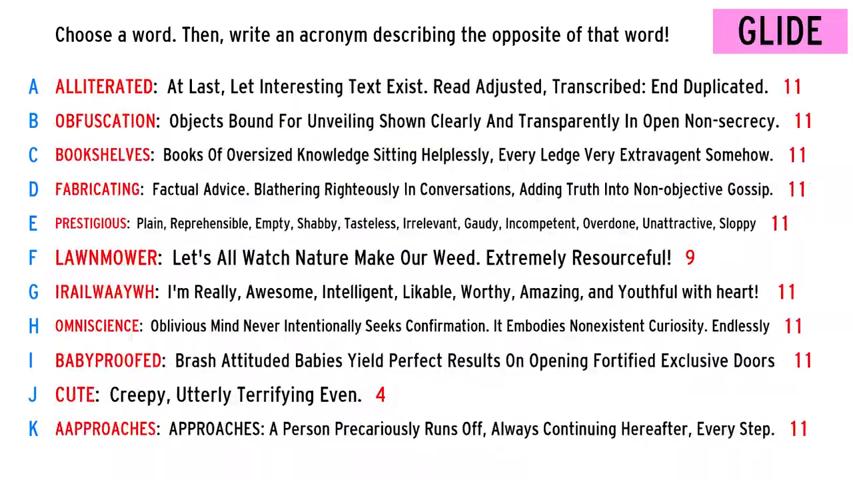 Choose a word. Then, write an acronym describing the opposite of that word!
GLIDE
A ALLITERATED: At Last, Let Interesting Text Exist. Read Adjusted, Transcribed: End Duplicated. 11
B OBFUSCATION: Objects Bound For Unveiling Shown Clearly And Transparently In Open Non-secrecy. 11
C BOOKSHELVES: Books Of Oversized Knowledge Sitting Helplessly, Every Ledge Very Extravagent Somehow. 11
D FABRICATING: Factual Advice. Blathering Righteously In Conversations, Adding Truth Into Non-objective Gossip. 11
E PRESTIGIOUS: Plain, Reprehensible, Empty, Shabby, Tasteless, Irrelevant, Gaudy, Incompetent, Overdone, Unattractive, Sloppy 11
F LAWNMOWER: Let's All Watch Nature Make Our Weed. Extremely Resourceful! 9
G IRAILWAAYWH: I'm Really, Awesome, Intelligent, Likable, Worthy, Amazing, and Youthful with heart! 11
H OMNISCIENCE: Oblivious Mind Never Intentionally Seeks Confirmation. It Embodies Nonexistent Curiosity. Endlessly 11
I BABYPROOFED: Brash Attituded Babies Yield Perfect Results On Opening Fortified Exclusive Doors 11
J CUTE: Creepy, Utterly Terrifying Even. 4
K AAPPROACHES: APPROACHES: A Person Precariously Runs Off, Always Continuing Hereafter, Every Step. 11